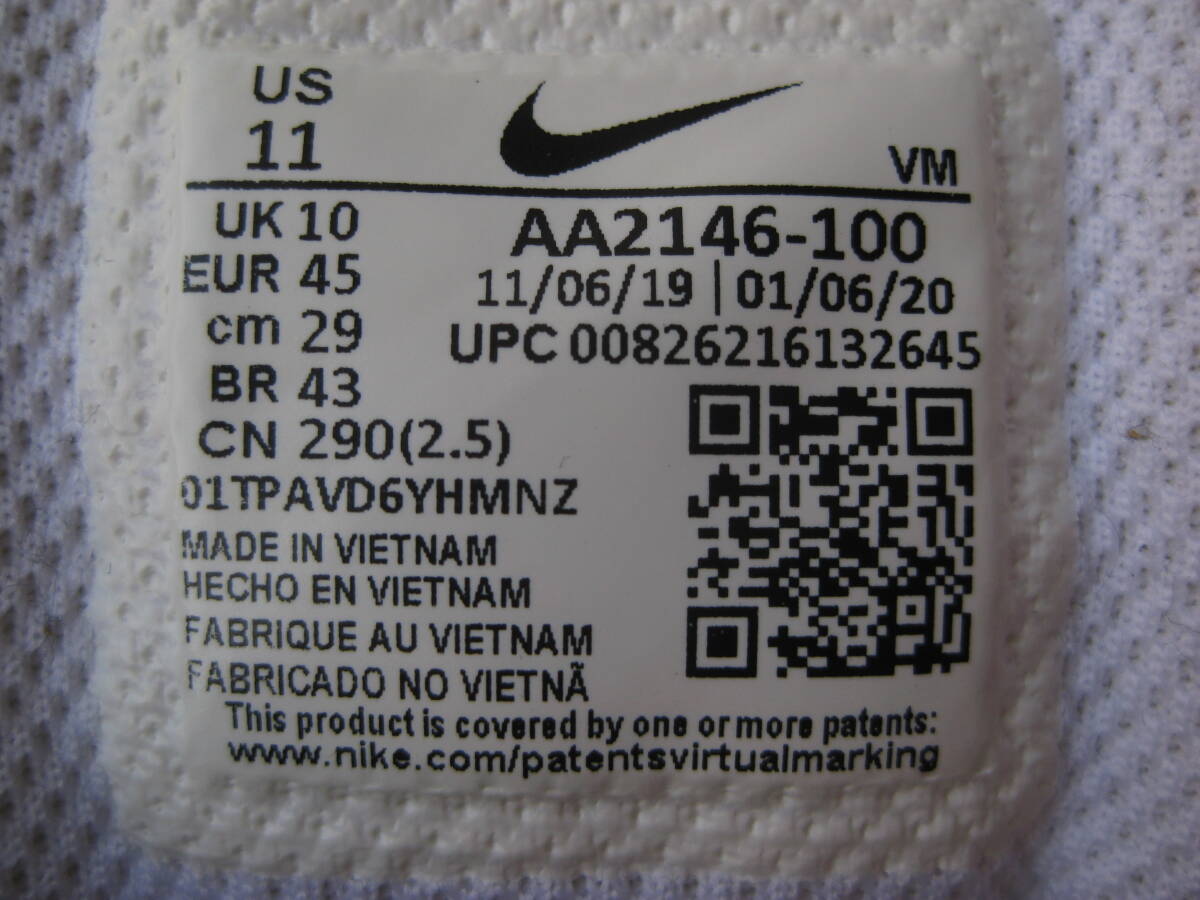 US
11
VM
UK 10
EUR 45
cm 29
BR 43
CN 290(2.5)
AA2146-100
11/06/19 | 01/06/20
UPC 00826216132645
01TPAVD6YHMNZ
MADE IN VIETNAM
HECHO EN VIETNAM
FABRIQUE AU VIETNAM
FABRICADO NO VIETNÃ
This product is covered by one or more patents:
www.nike.com/patentsvirtualmarking